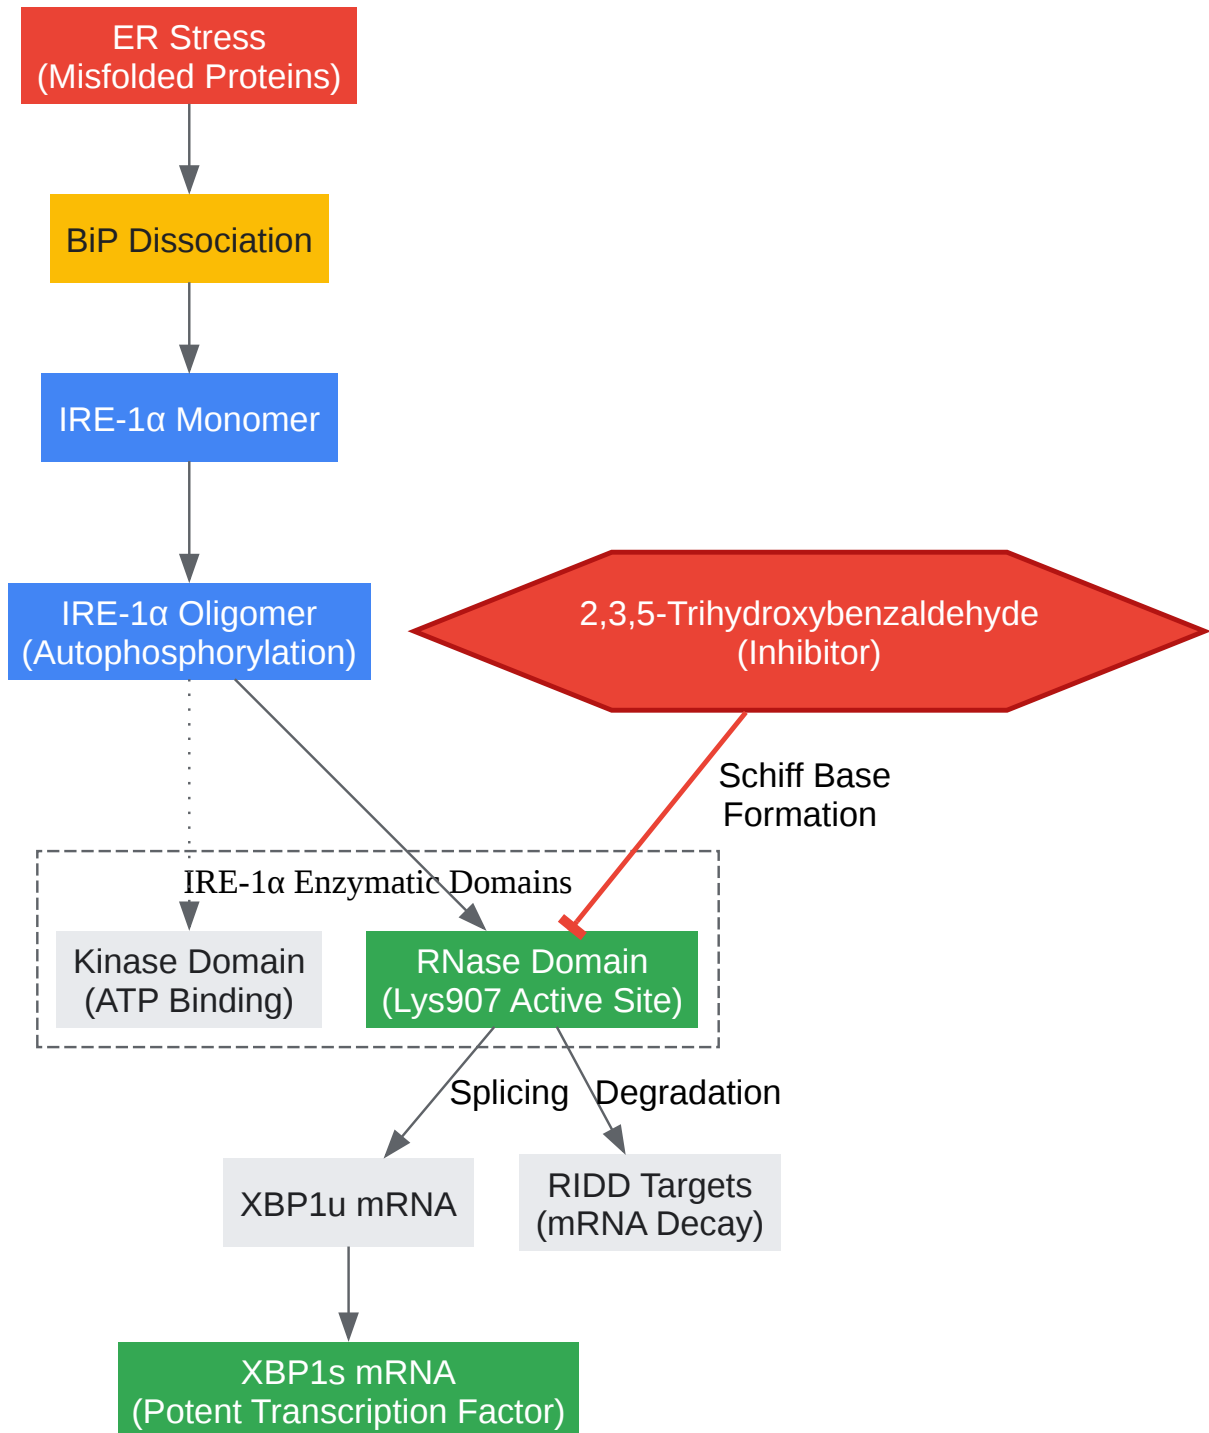 ER Stress
(Misfolded Proteins)
BiP Dissociation
IRE-1α Monomer
IRE-1α Oligomer
(Autophosphorylation)
2,3,5-Trihydroxybenzaldehyde
(Inhibitor)
Schiff Base
Formation
IRE-1α Enzymatic Domains
Kinase Domain
(ATP Binding)
RNase Domain
(Lys907 Active Site)
Splicing
Degradation
XBP1u mRNA
RIDD Targets
(mRNA Decay)
XBP1s mRNA
(Potent Transcription Factor)